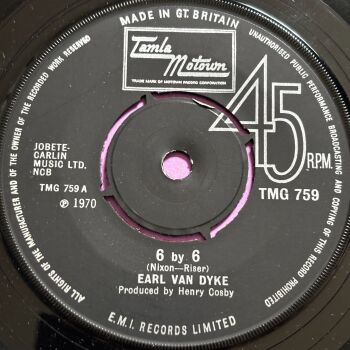 MADE IN GT. BRITAIN
UNAUTHORISED PUBLIC PERFORMANCE BROADCASTING AND COPYING OF THIS RECORD PROHIBITED
ALL RIGHTS OF THE MANUFACTURER AND OF THE OWNER OF THE RECORDED WORK RESERVED
Tamla
Motown
TRADE MARK OF MOTOWN RECORD CORPORATION
45
R.P.M.
JOBETE-
CARLIN
MUSIC LTD.
NCB
TMG 759 A
℗ 1970
TMG 759
6 by 6
(Nixon—Riser)
EARL VAN DYKE
Produced by Henry Cosby
E.M.I. RECORDS LIMITED